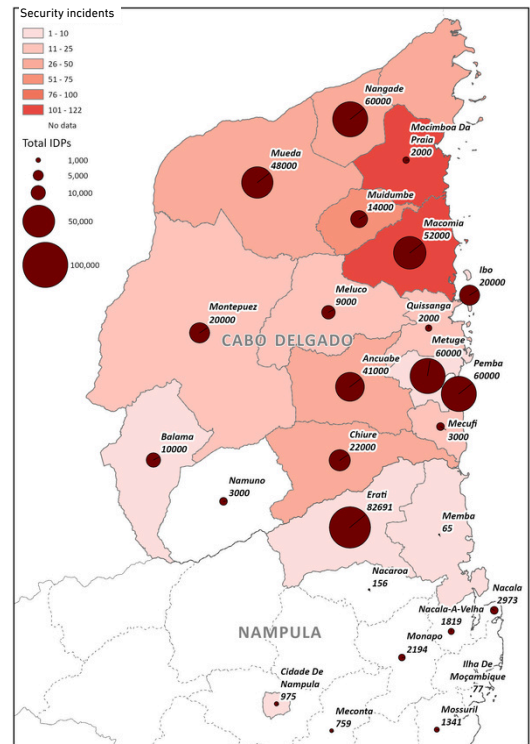 Security incidents
1 - 10
11 - 25
26 - 50
51 - 75
76 - 100
101 - 122
No data
Total IDPs
1,000
5,000
10,000
50,000
100,000
Nangade
60000
Mocimboa Da
Praia
2000
Mueda
48000
Muidumbe
14000
Macomia
52000
Ibo
20000
Meluco
9000
Quissanga
2000
Montepuez
20000
CABO DELGADO
Metuge
60000
Ancuabe
41000
Pemba
60000
Mecufi
3000
Chiure
22000
Balama
10000
Namuno
3000
Erati
82691
Memba
65
Nacaroa
156
Nacala
2973
Nacala-A-Velha
1819
NAMPULA
Monapo
2194
Ilha De
Moçambique
77
Cidade De
Nampula
975
Meconta
759
Mossuril
1341